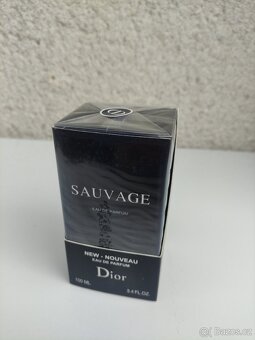 SAUVAGE
EAU DE PARFUM
NEW - NOUVEAU
EAU DE PARFUM
Dior
100 ML
3.4 FL.OZ
bazos.cz